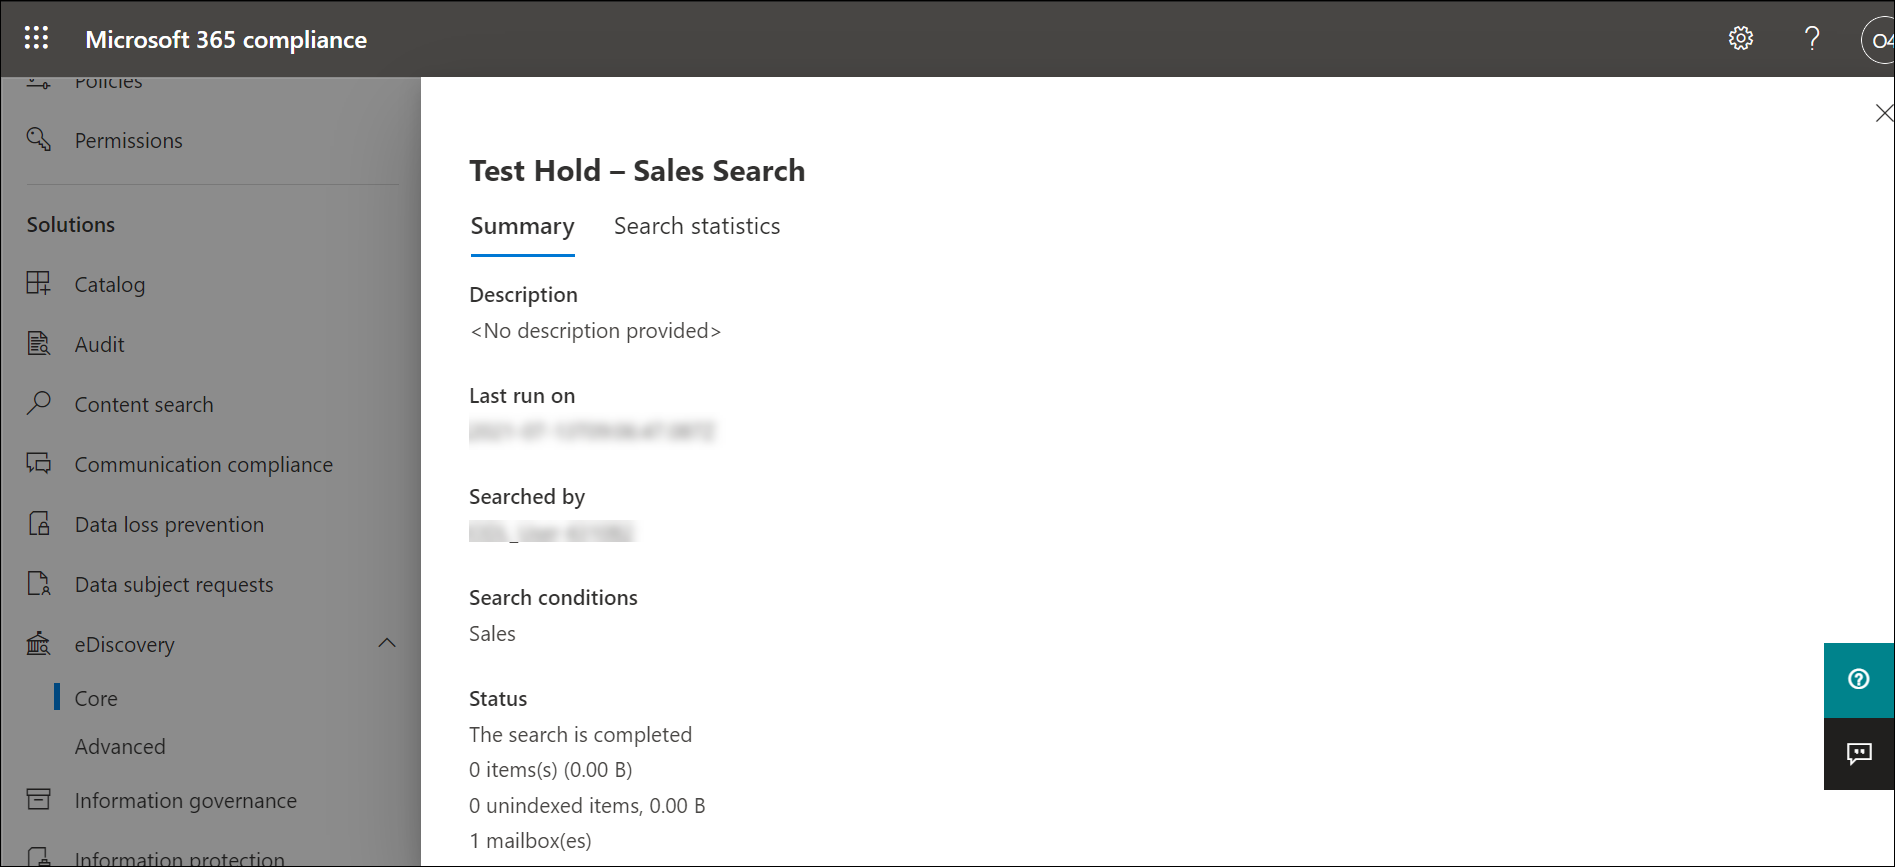 Microsoft 365 compliance
Policies
Permissions
Solutions
Catalog
Audit
Content search
Communication compliance
Data loss prevention
Data subject requests
eDiscovery
Core
Advanced
Information governance
Information protection
Test Hold – Sales Search
Summary Search statistics
Description
<No description provided>
Last run on
Searched by
Search conditions
Sales
Status
The search is completed
0 items(s) (0.00 B)
0 unindexed items, 0.00 B
1 mailbox(es)